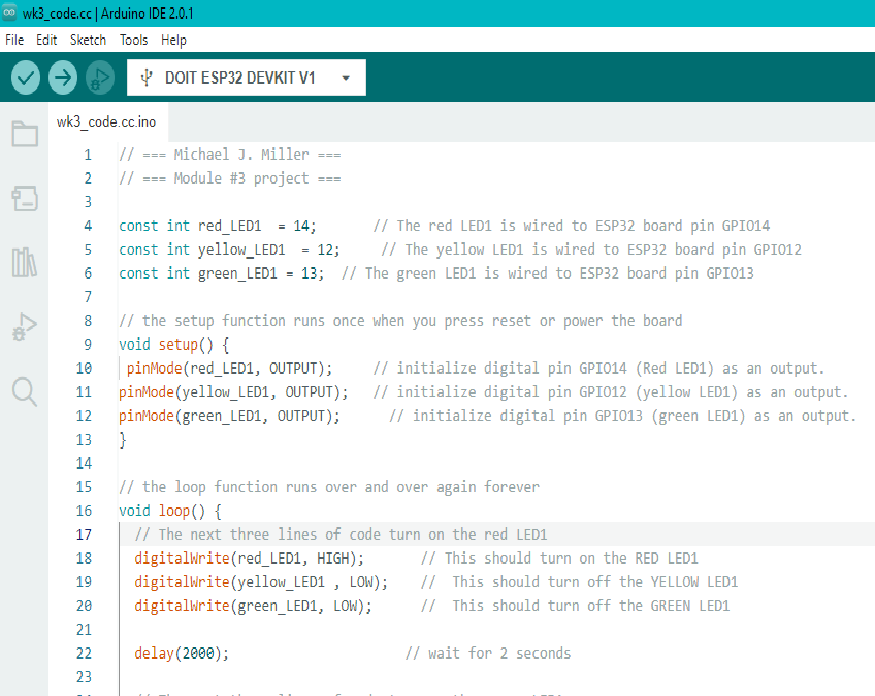 wk3_code.cc | Arduino IDE 2.0.1
File Edit Sketch Tools Help
DOIT ESP32 DEVKIT V1
wk3_code.cc.ino
1 // === Michael J. Miller ===
2 // === Module #3 project ===
3
4 const int red_LED1  = 14;       // The red LED1 is wired to ESP32 board pin GPIO14
5 const int yellow_LED1  = 12;     // The yellow LED1 is wired to ESP32 board pin GPIO12
6 const int green_LED1 = 13;  // The green LED1 is wired to ESP32 board pin GPIO13
7
8 // the setup function runs once when you press reset or power the board
9 void setup() {
10  pinMode(red_LED1, OUTPUT);     // initialize digital pin GPIO14 (Red LED1) as an output.
11 pinMode(yellow_LED1, OUTPUT);   // initialize digital pin GPIO12 (yellow LED1) as an output.
12 pinMode(green_LED1, OUTPUT);      // initialize digital pin GPIO13 (green LED1) as an output.
13 }
14
15 // the loop function runs over and over again forever
16 void loop() {
17   // The next three lines of code turn on the red LED1
18   digitalWrite(red_LED1, HIGH);       // This should turn on the RED LED1
19   digitalWrite(yellow_LED1 , LOW);    //  This should turn off the YELLOW LED1
20   digitalWrite(green_LED1, LOW);      //  This should turn off the GREEN LED1
21
22   delay(2000);                      // wait for 2 seconds
23